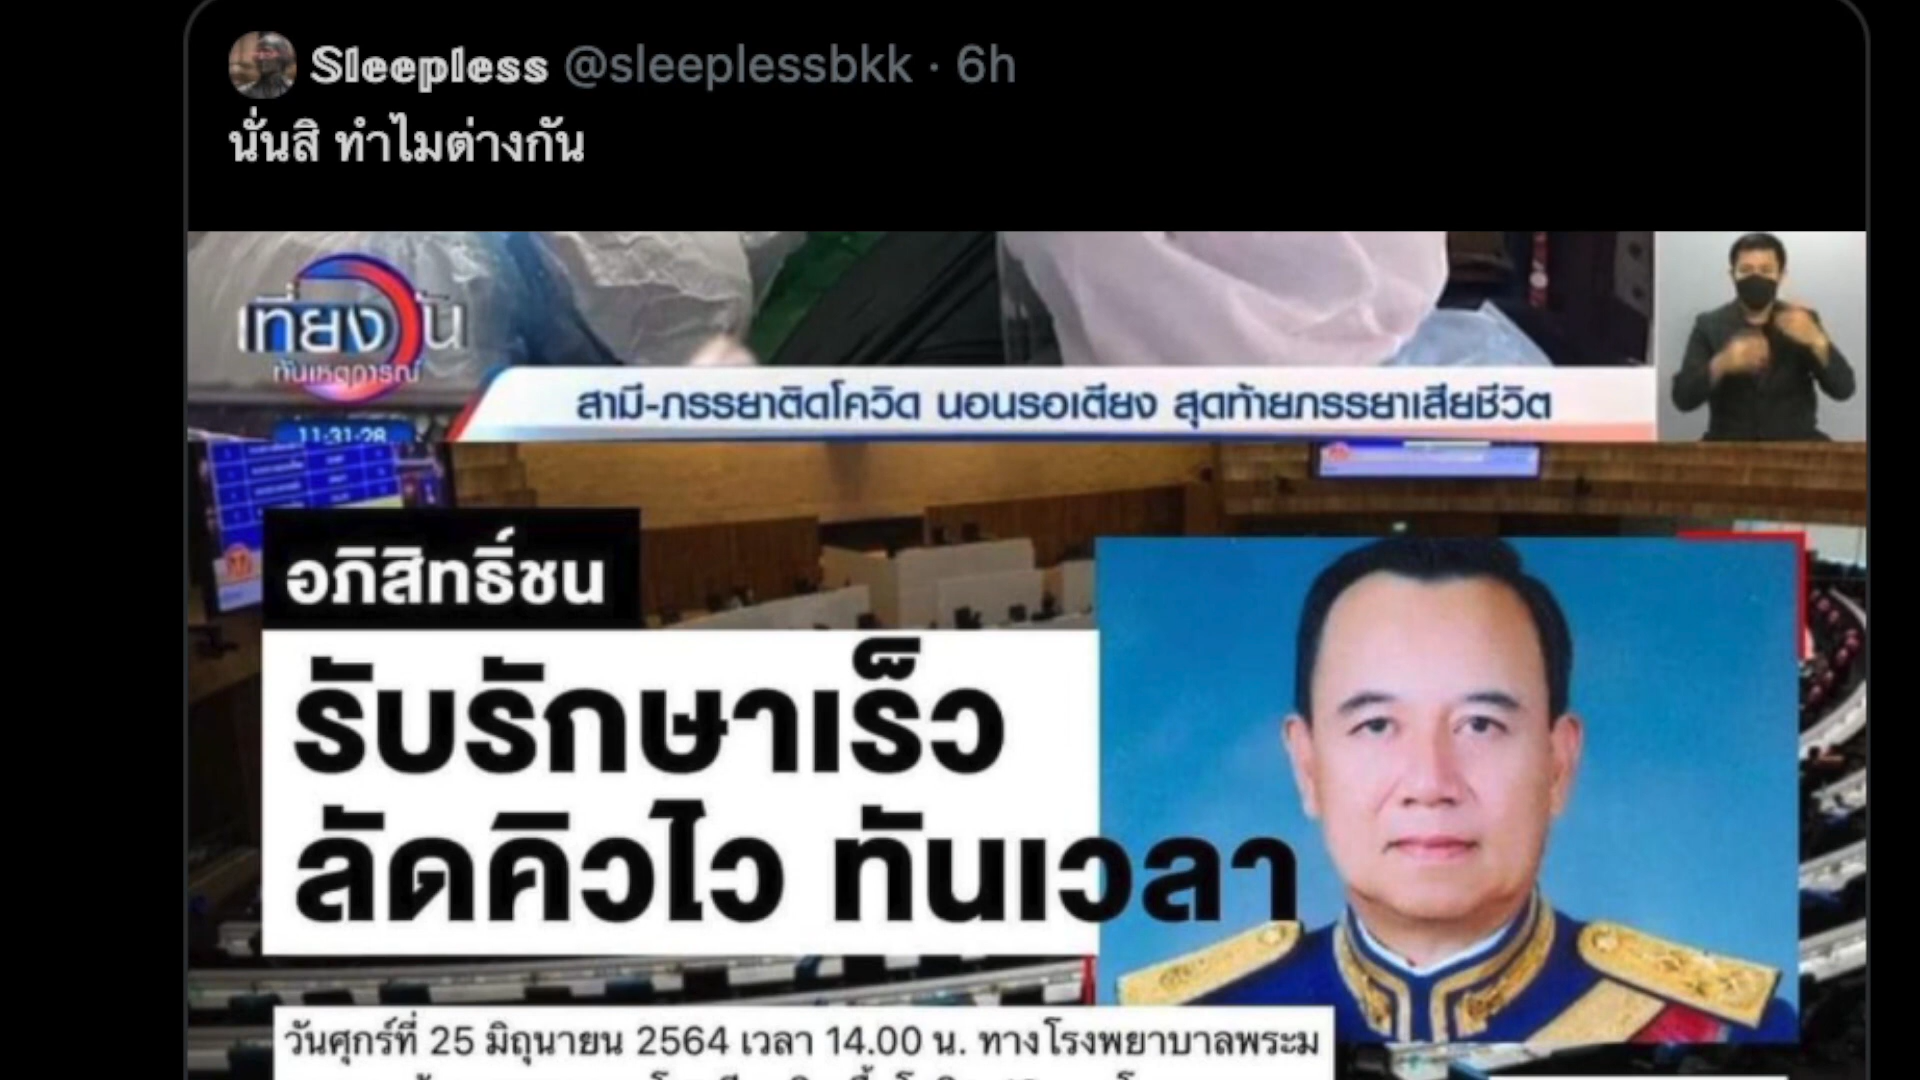 Sleepless @sleeplessbkk · 6h
นั่นสิ ทำไมต่างกัน
เที่ยงวัน
ทันเหตุการณ์
สามี-ภรรยาติดโควิด นอนรอเตียง สุดท้ายภรรยาเสียชีวิต
11:31:28
อภิสิทธิ์ชน
รับรักษาเร็ว
ลัดคิวไว ทันเวลา
วันศุกร์ที่ 25 มิถุนายน 2564 เวลา 14.00 น. ทางโรงพยาบาลพระม